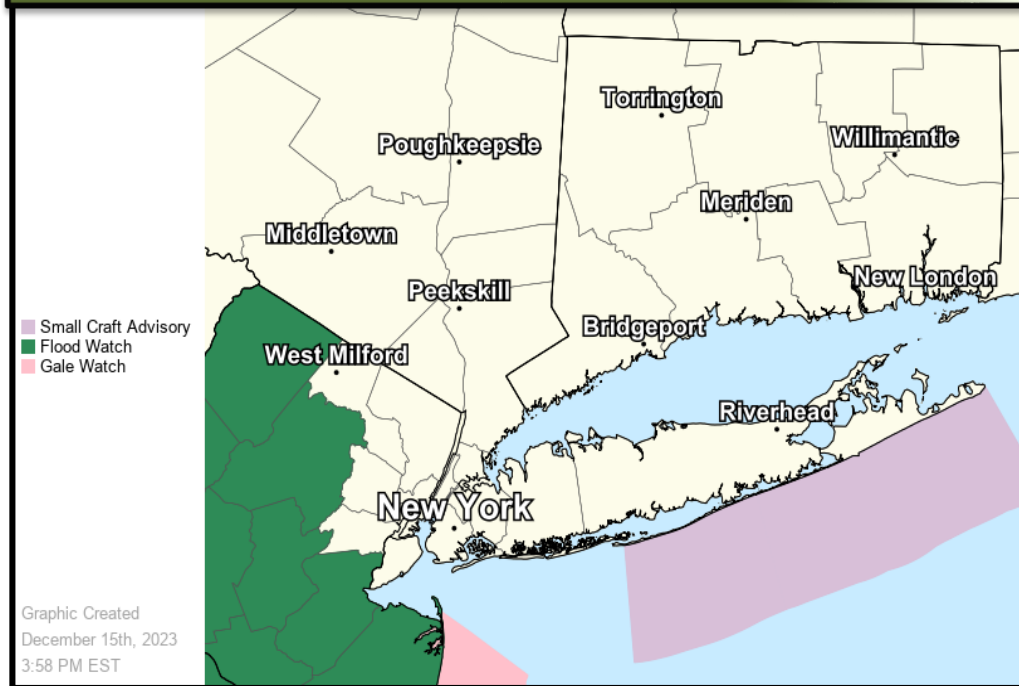 Torrington
Willimantic
Poughkeepsie
Meriden
Middletown
New London
Peekskill
Bridgeport
Small Craft Advisory
Flood Watch
Gale Watch
West Milford
Riverhead
New York
Graphic Created
December 15th, 2023
3:58 PM EST